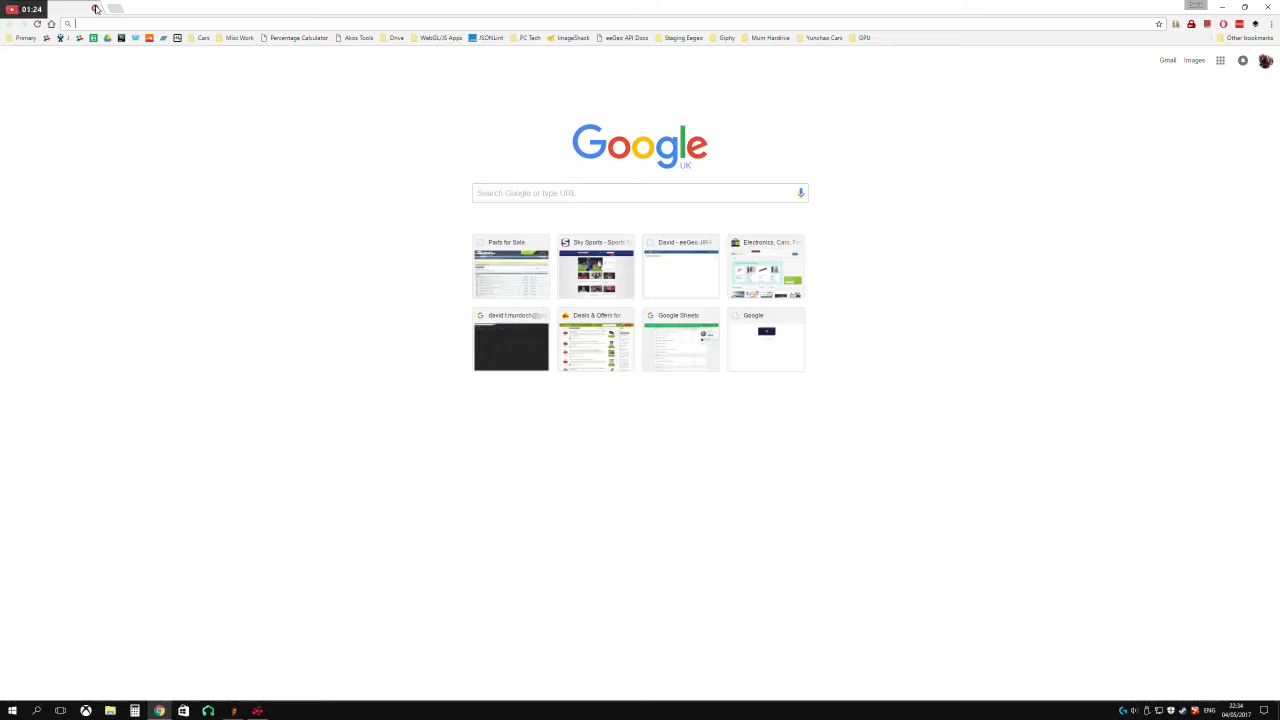 01:24
David
Primary J Cars Misc Work Percentage Calculator Akos Tools Drive WebGL/JS Apps JSONLint PC Tech ImageShack eeGeo API Docs Staging Eegeo Giphy Mum Hardrive Yunchao Cars GPU Other bookmarks
Gmail Images
Google
UK
Search Google or type URL
Parts for Sale Sky Sports - Sports David - eeGeo JIRA Electronics, Cars,
david.t.murdoch@g Deals & Offers for Google Sheets Google
ENG
22:34
04/05/2017